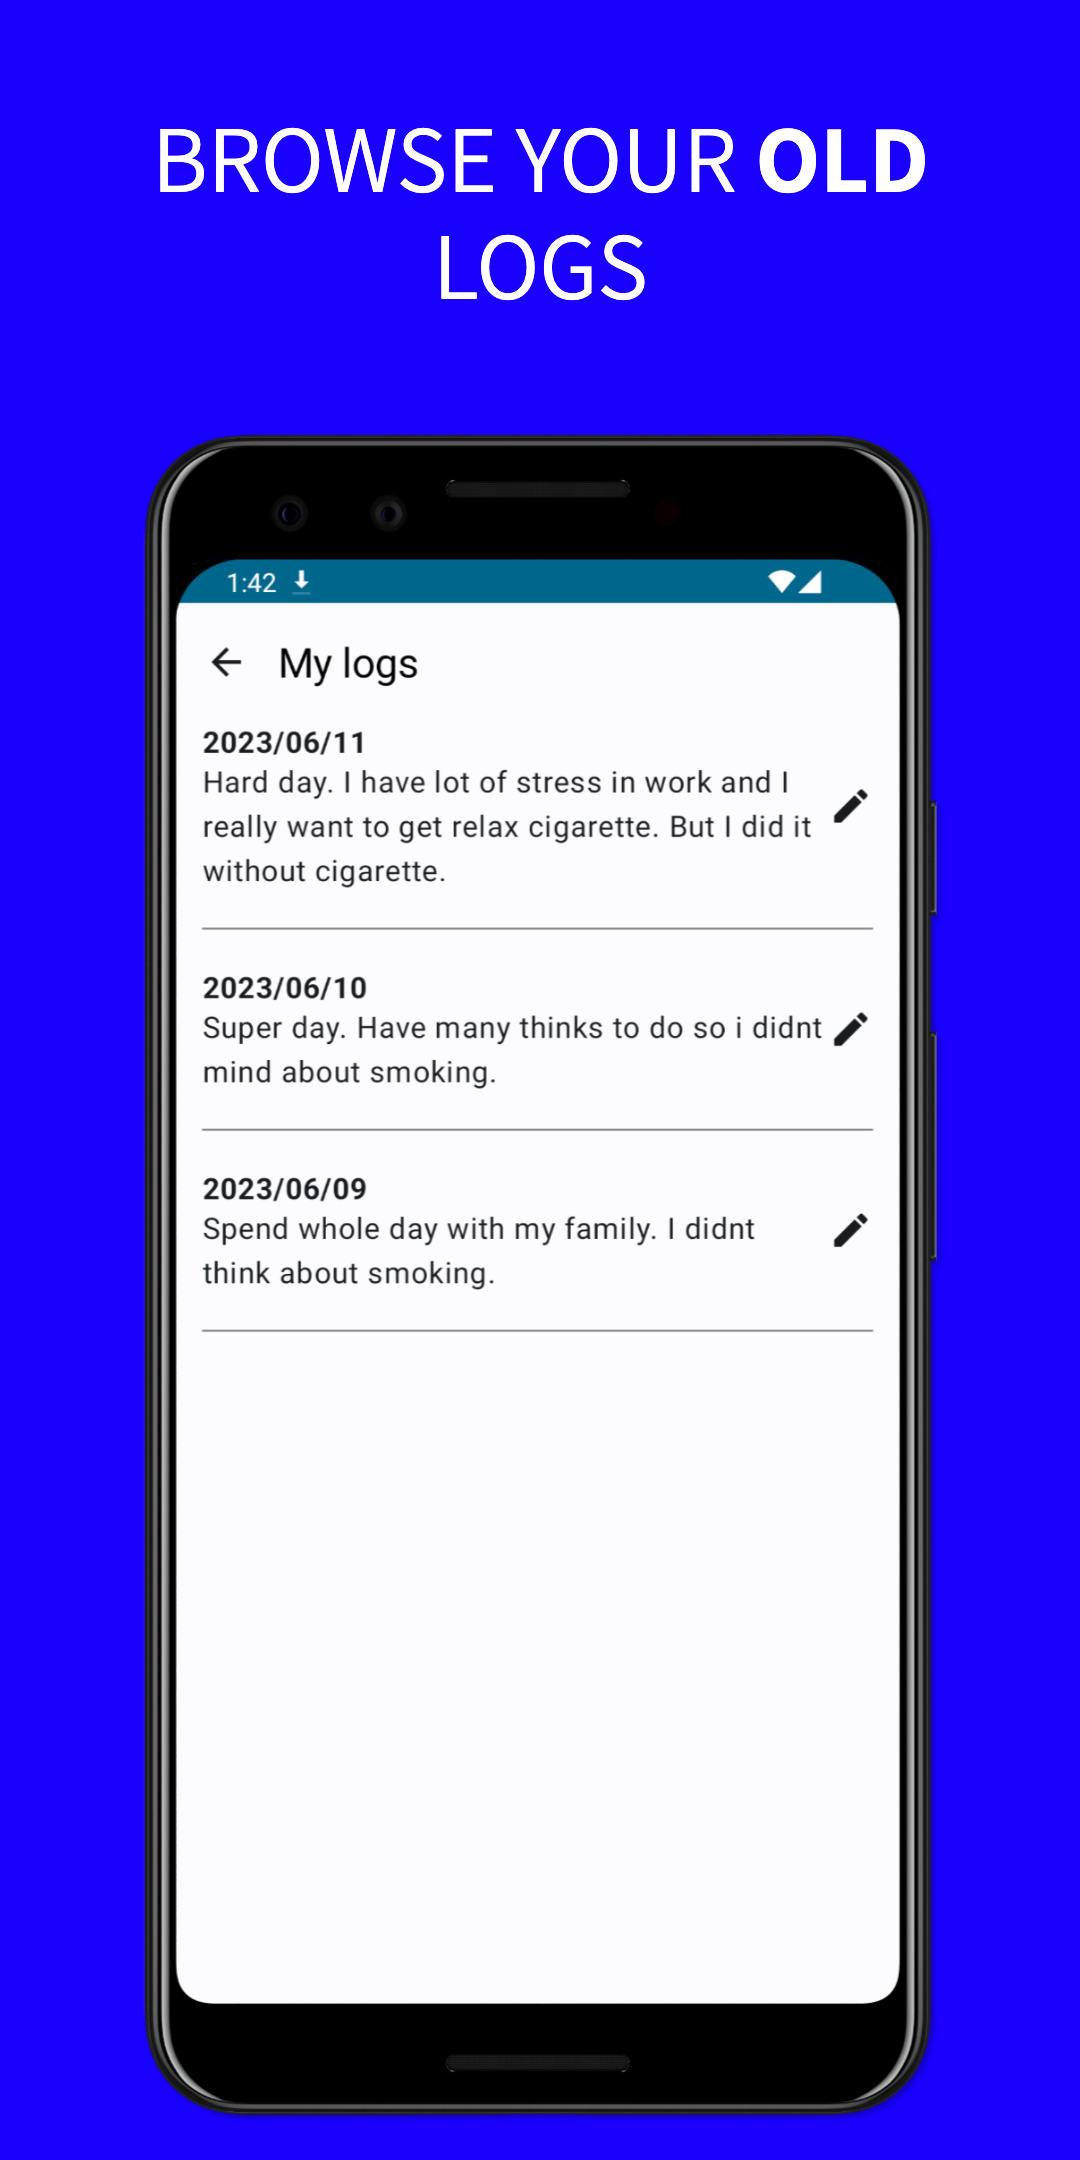 BROWSE YOUR OLD
LOGS
1:42
My logs
2023/06/11
Hard day. I have lot of stress in work and I
really want to get relax cigarette. But I did it
without cigarette.
2023/06/10
Super day. Have many thinks to do so i didnt
mind about smoking.
2023/06/09
Spend whole day with my family. I didnt
think about smoking.